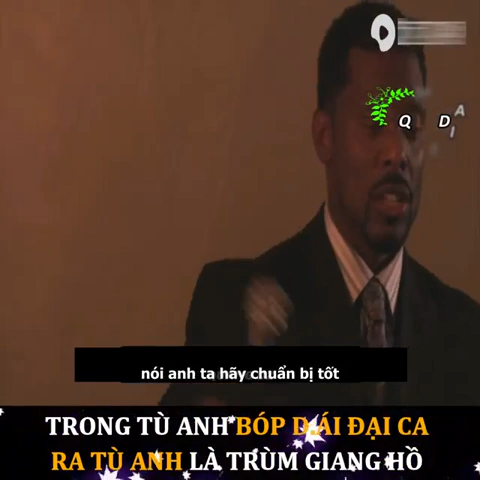 Q D
A
I
nói anh ta hãy chuẩn bị tốt
TRONG TÙ ANH BÓP D.ÁI ĐẠI CA
RA TÙ ANH LÀ TRÙM GIANG HỒ